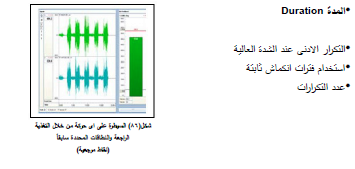 •المدة Duration
•التكرار الادنى عند الشدة العالية
•استخدام فترات انكماش ثابتة
•عدد التكرارات
شكل(٨٦) السيطرة على اى حركة من خلال التغذية
الراجعة والنطاقات المحددة سابقاً
(نقاط مرجعية)